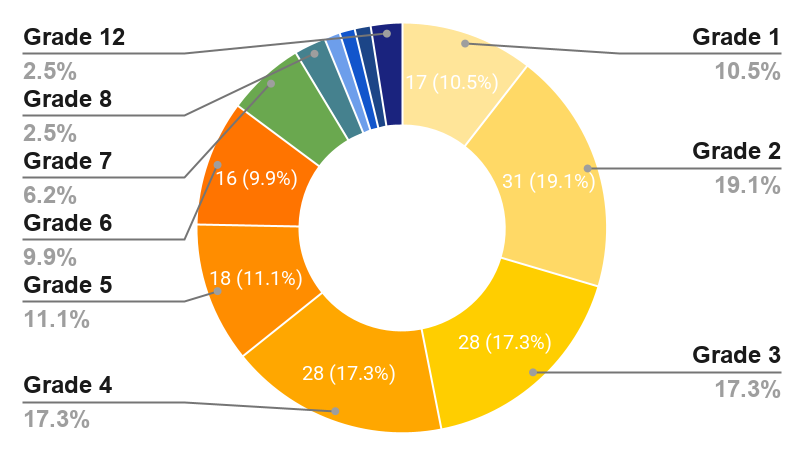 Grade 12
2.5%
Grade 8
2.5%
Grade 7
6.2%
Grade 6
9.9%
Grade 5
11.1%
Grade 4
17.3%
17 (10.5%)
31 (19.1%)
16 (9.9%)
18 (11.1%)
28 (17.3%)
28 (17.3%)
Grade 1
10.5%
Grade 2
19.1%
Grade 3
17.3%